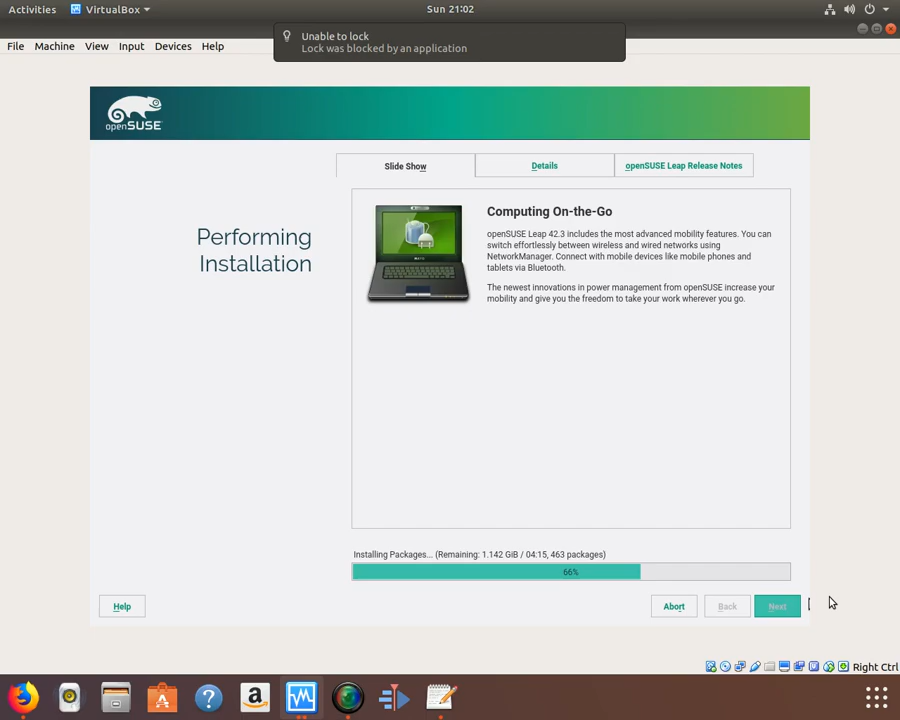 Activities VirtualBox Sun 21:02
Unable to lock
Lock was blocked by an application
File Machine View Input Devices Help
openSUSE
Slide Show Details openSUSE Leap Release Notes
Performing
Installation
Computing On-the-Go
openSUSE Leap 42.3 includes the most advanced mobility features. You can
switch effortlessly between wireless and wired networks using
NetworkManager. Connect with mobile devices like mobile phones and
tablets via Bluetooth.
The newest innovations in power management from openSUSE increase your
mobility and give you the freedom to take your work wherever you go.
Installing Packages... (Remaining: 1.142 GiB / 04:15, 463 packages)
66%
Help Abort Back Next
Right Ctrl